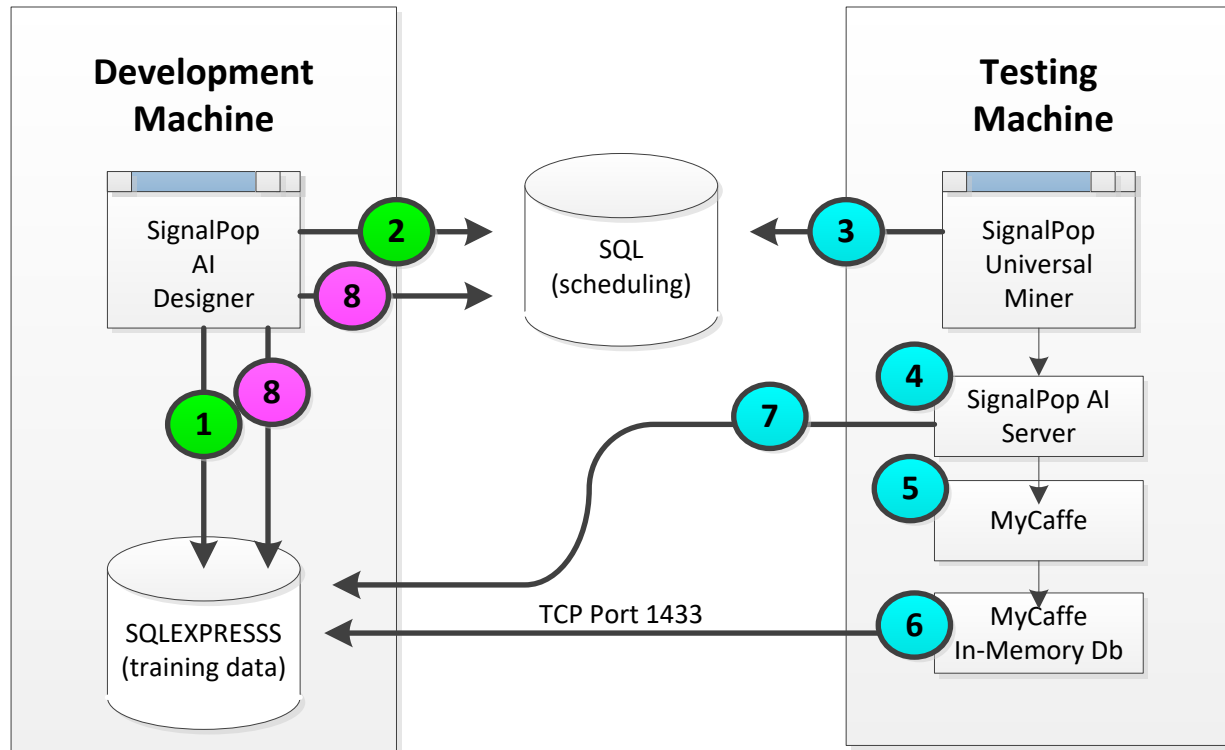 Development
Machine
SignalPop
AI
Designer
2
8
1
8
SQLEXPRESSS
(training data)
SQL
(scheduling)
Testing
Machine
3
SignalPop
Universal
Miner
4
SignalPop AI
Server
7
5
MyCaffe
TCP Port 1433
6
MyCaffe
In-Memory Db